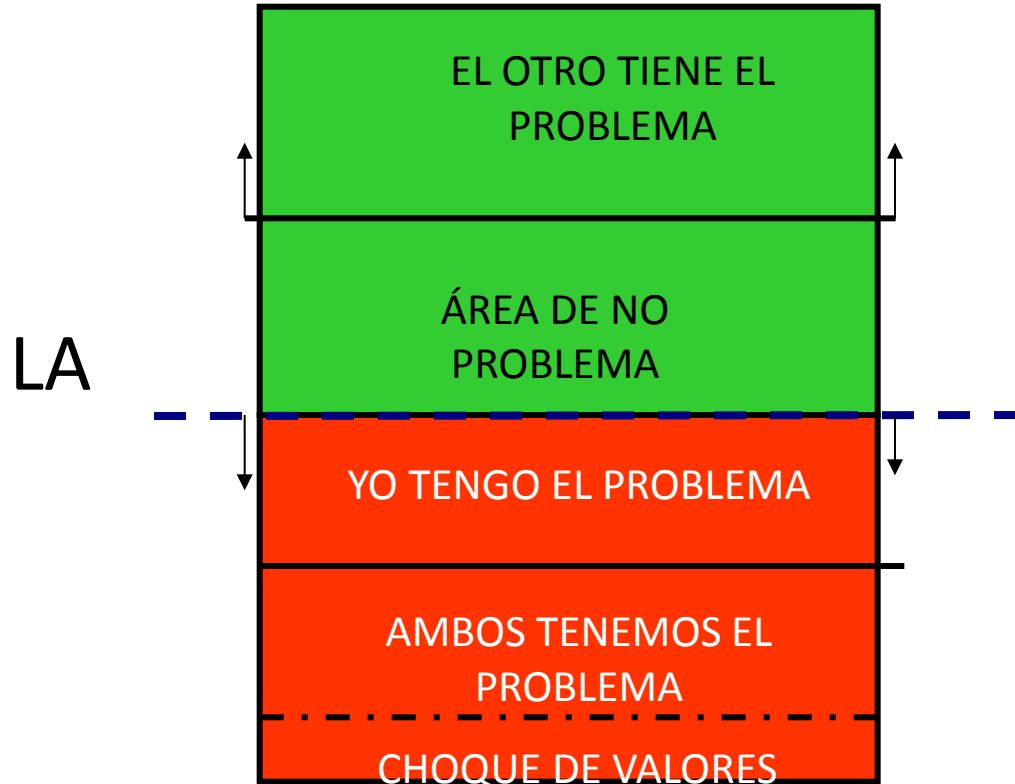 EL OTRO TIENE EL
PROBLEMA
ÁREA DE NO
PROBLEMA
LA
YO TENGO EL PROBLEMA
AMBOS TENEMOS EL
PROBLEMA
CHOQUE DE VALORES